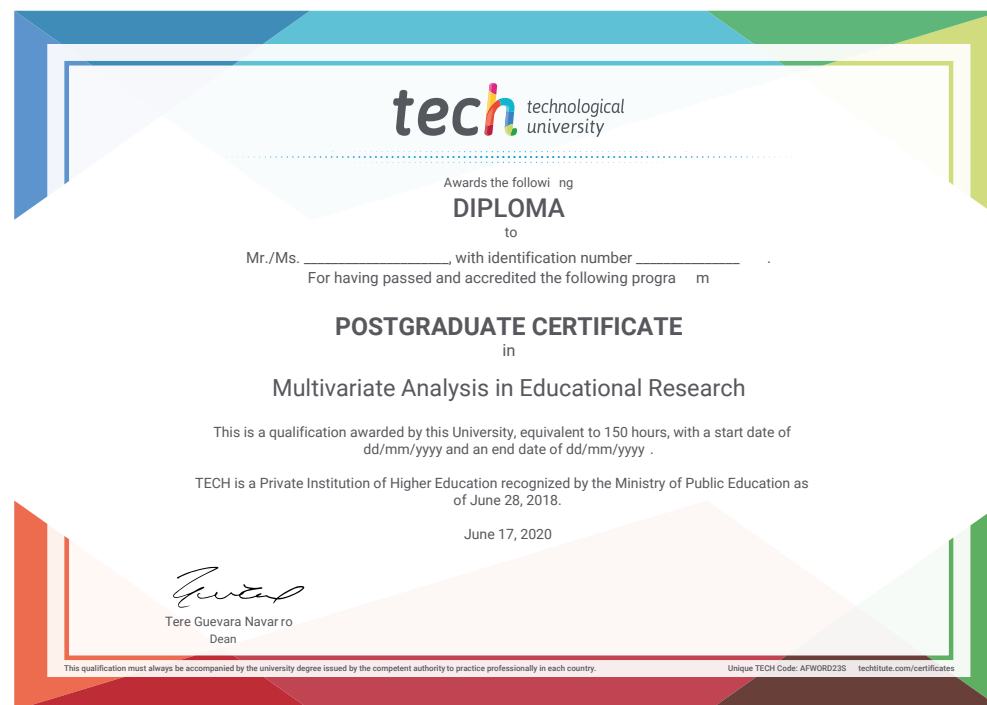 tech technological
university
Awards the followi ng
DIPLOMA
to
Mr./Ms. ____________________, with identification number ______________ .
For having passed and accredited the following progra m
POSTGRADUATE CERTIFICATE
in
Multivariate Analysis in Educational Research
This is a qualification awarded by this University, equivalent to 150 hours, with a start date of
dd/mm/yyyy and an end date of dd/mm/yyyy .
TECH is a Private Institution of Higher Education recognized by the Ministry of Public Education as
of June 28, 2018.
June 17, 2020
Tere Guevara Navar ro
Dean
This qualification must always be accompanied by the university degree issued by the competent authority to practice professionally in each country.
Unique TECH Code: AFWORD23S techtitute.com/certificates